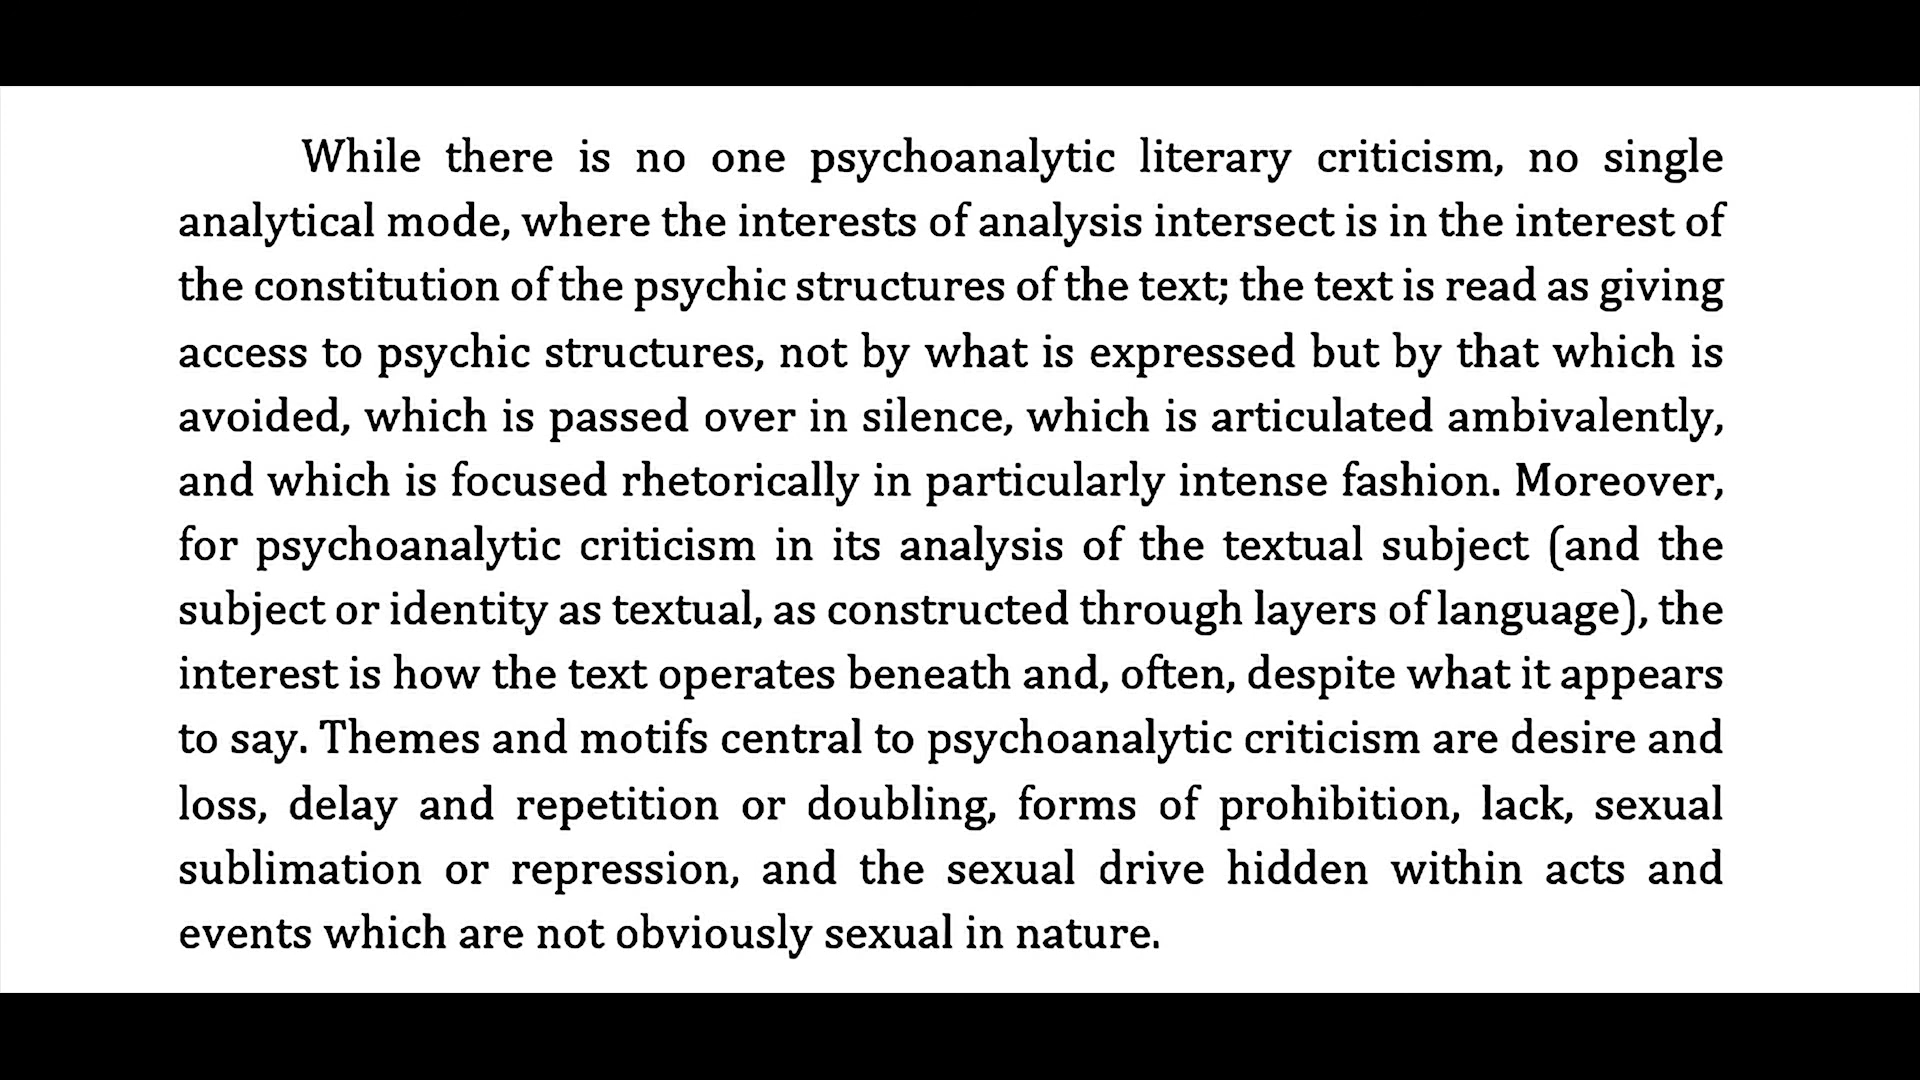 While there is no one psychoanalytic literary criticism, no single
analytical mode, where the interests of analysis intersect is in the interest of
the constitution of the psychic structures of the text; the text is read as giving
access to psychic structures, not by what is expressed but by that which is
avoided, which is passed over in silence, which is articulated ambivalently,
and which is focused rhetorically in particularly intense fashion. Moreover,
for psychoanalytic criticism in its analysis of the textual subject (and the
subject or identity as textual, as constructed through layers of language), the
interest is how the text operates beneath and, often, despite what it appears
to say. Themes and motifs central to psychoanalytic criticism are desire and
loss, delay and repetition or doubling, forms of prohibition, lack, sexual
sublimation or repression, and the sexual drive hidden within acts and
events which are not obviously sexual in nature.